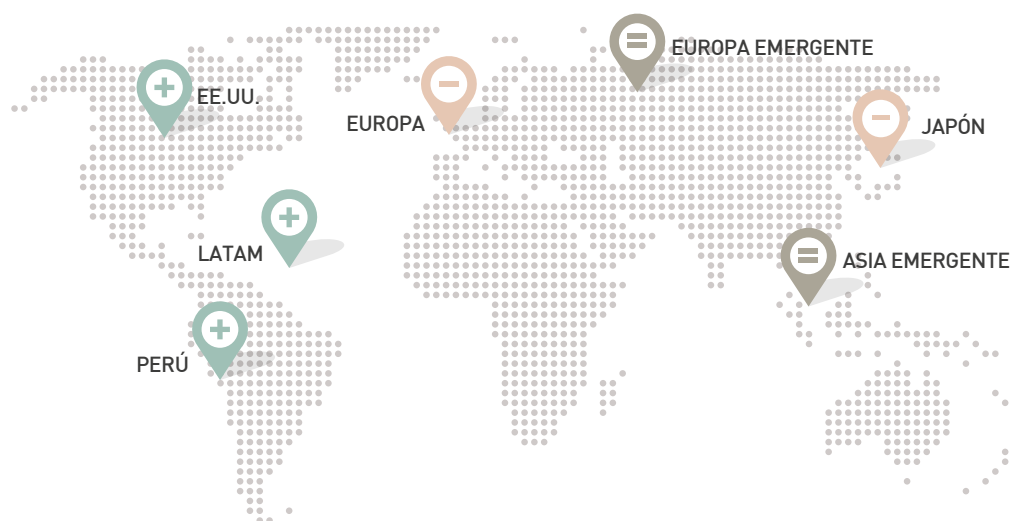 EUROPA EMERGENTE
EE.UU.
EUROPA
JAPÓN
LATAM
ASIA EMERGENTE
PERÚ